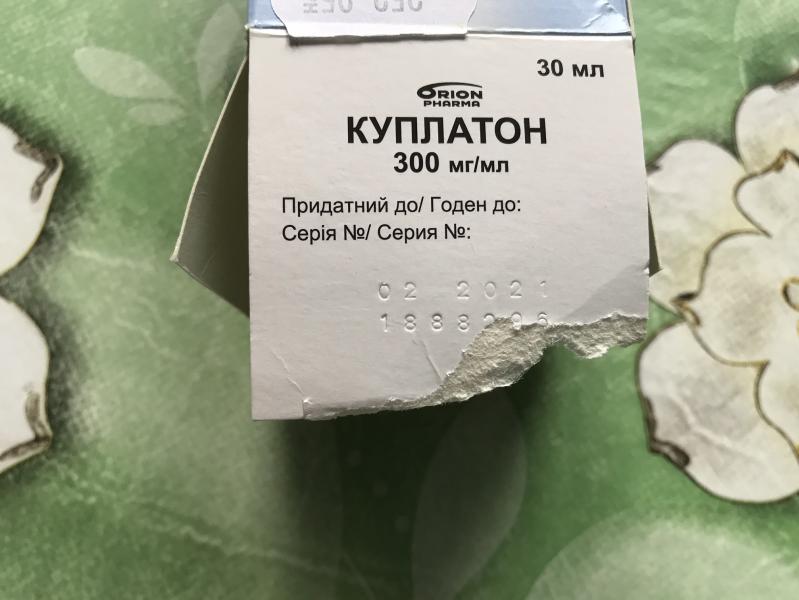 30 мл
ORION
PHARMA
КУПЛАТОН
300 мг/мл
Придатний до/ Годен до:
Серія №/ Серия №:
02 2021